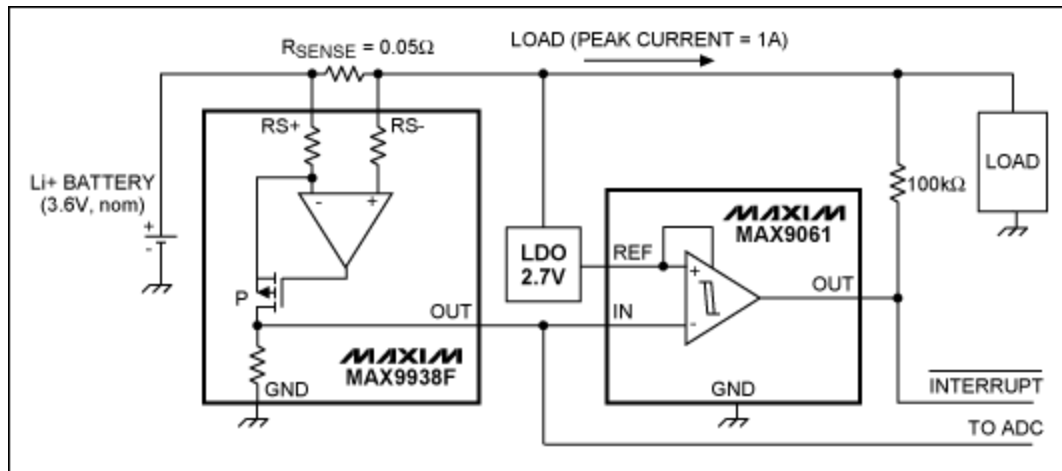 RSENSE = 0.05Ω
LOAD (PEAK CURRENT = 1A)
RS+
RS-
Li+ BATTERY
(3.6V, nom)
+
-
- +
P
OUT
MAXIM
MAX9938F
GND
LDO
2.7V
REF
IN
MAXIM
MAX9061
+
-
OUT
GND
100kΩ
LOAD
INTERRUPT
TO ADC